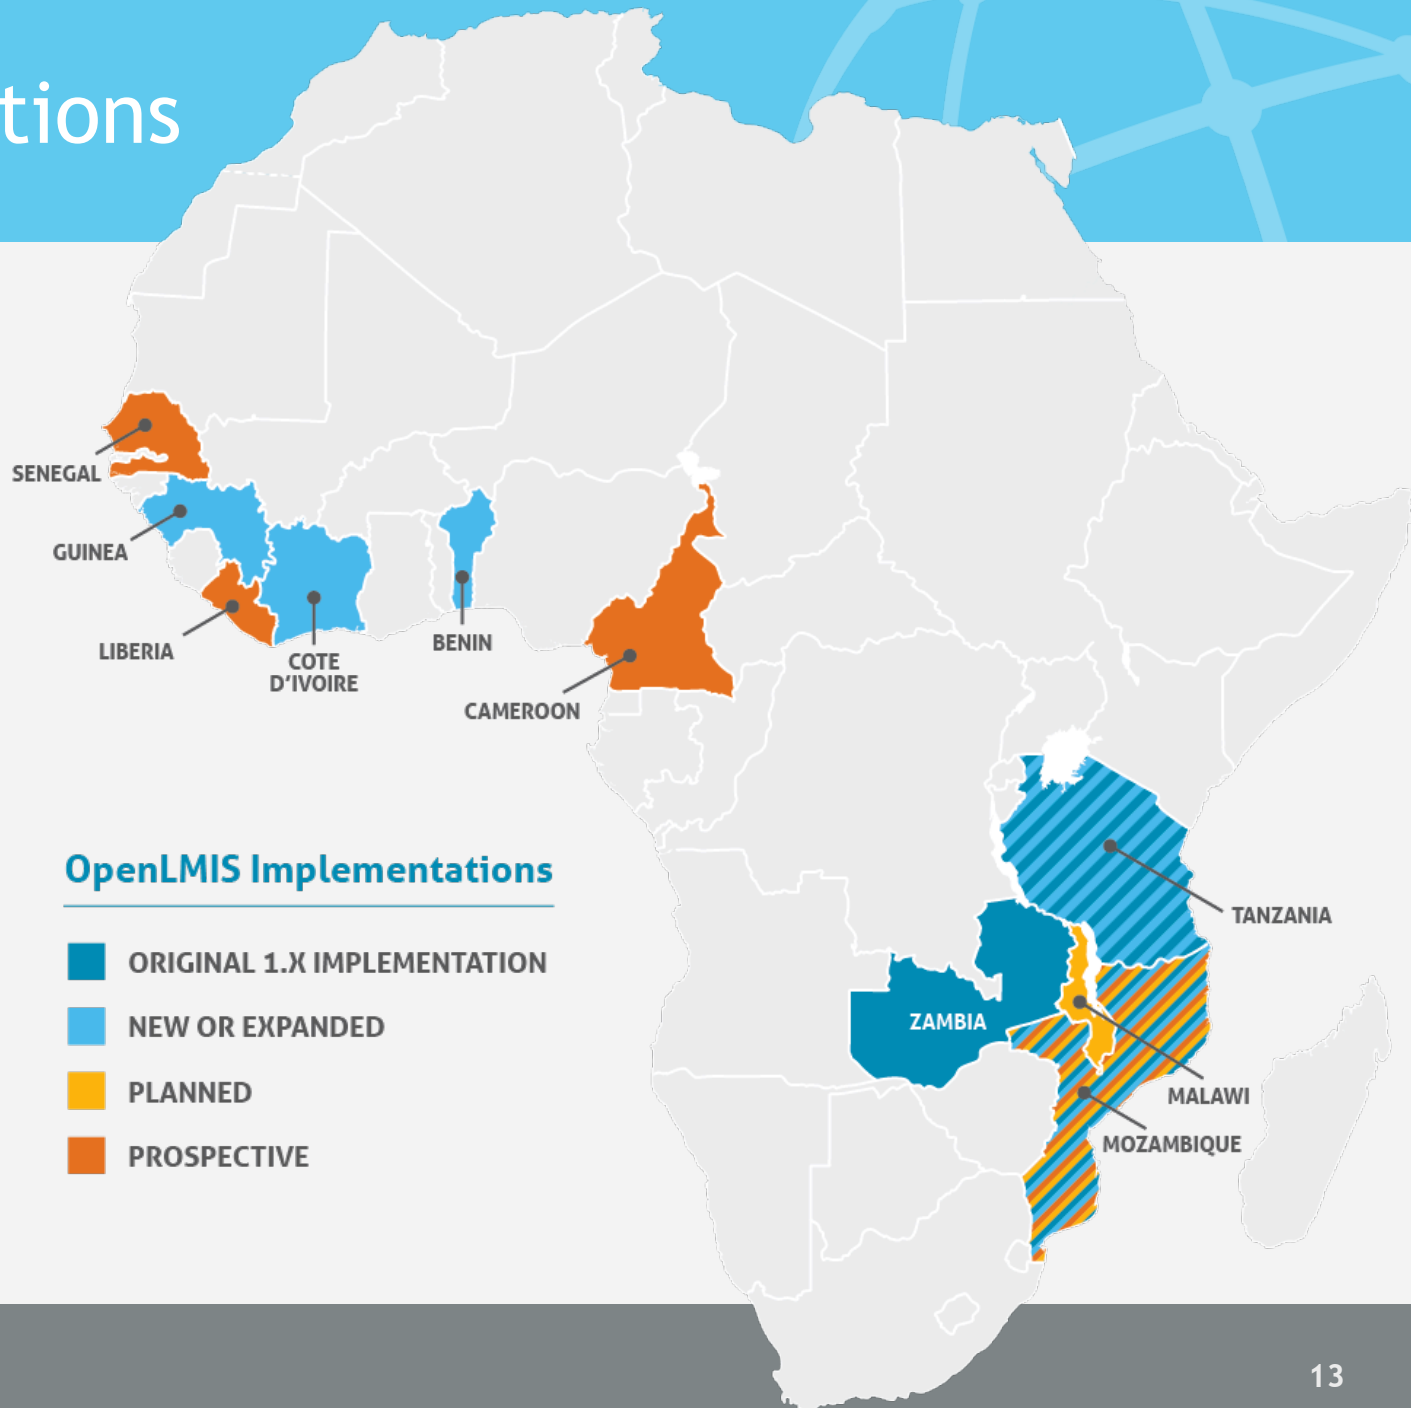 tions
SENEGAL
GUINEA
LIBERIA
COTE
D'IVOIRE
BENIN
CAMEROON
OpenLMIS Implementations
ORIGINAL 1.X IMPLEMENTATION
NEW OR EXPANDED
PLANNED
PROSPECTIVE
TANZANIA
ZAMBIA
MALAWI
MOZAMBIQUE
13